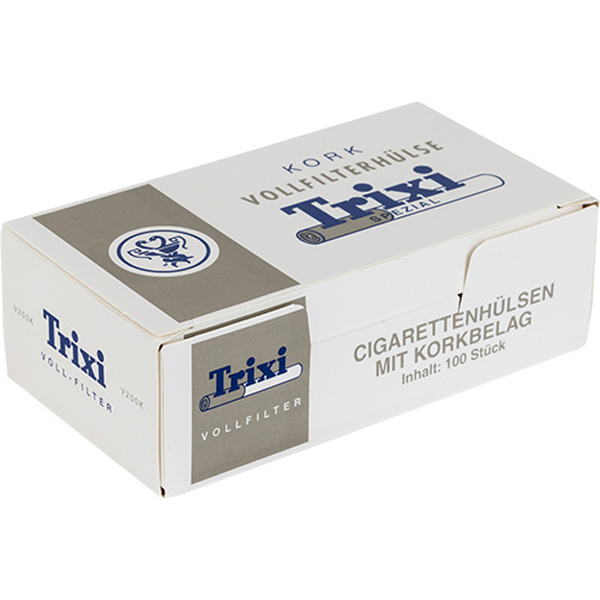 KORK
VOLLFILTERHÜLSE
Trixi
SPEZIAL
V200K
Trixi
VOLL-FILTER
V200K
Trixi
VOLLFILTER
CIGARETTENHÜLSEN
MIT KORKBELAG
Inhalt: 100 Stück